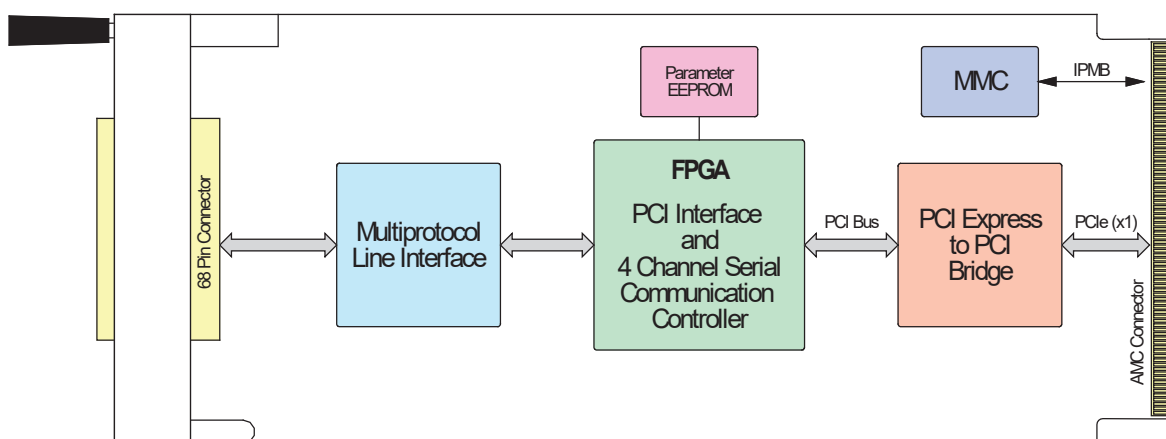 Parameter
EEPROM
MMC
IPMB
68 Pin Connector
Multiprotocol
Line Interface
FPGA
PCI Interface
and
4 Channel Serial
Communication
Controller
PCI Bus
PCI Express
to PCI
Bridge
PCIe (x1)
AMC Connector